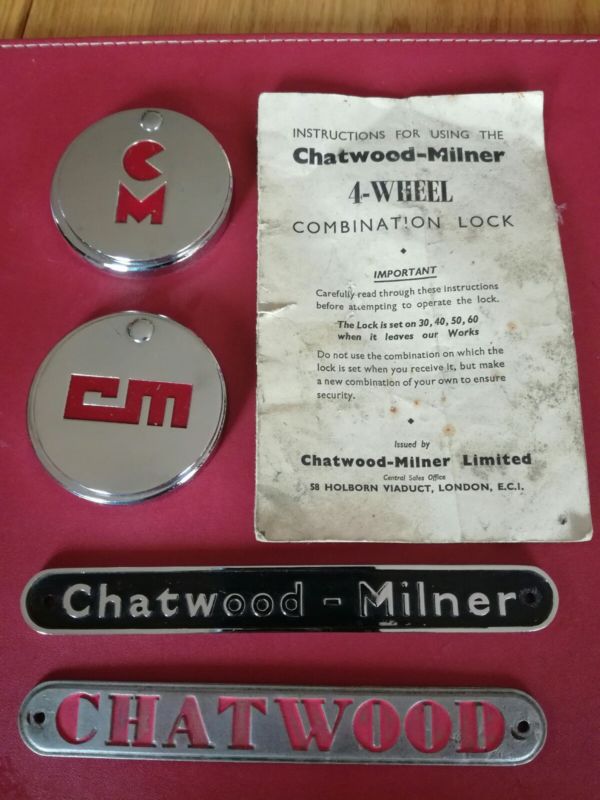 C
M
CM
INSTRUCTIONS FOR USING THE
Chatwood-Milner
4-WHEEL
COMBINATION LOCK
IMPORTANT
Carefully read through these instructions
before attempting to operate the lock.
The Lock is set on 30, 40, 50, 60
when it leaves our Works
Do not use the combination on which the
lock is set when you receive it, but make
a new combination of your own to ensure
security.
Issued by
Chatwood-Milner Limited
Central Sales Office
58 HOLBORN VIADUCT, LONDON, E.C.I.
Chatwood - Milner
CHATWOOD